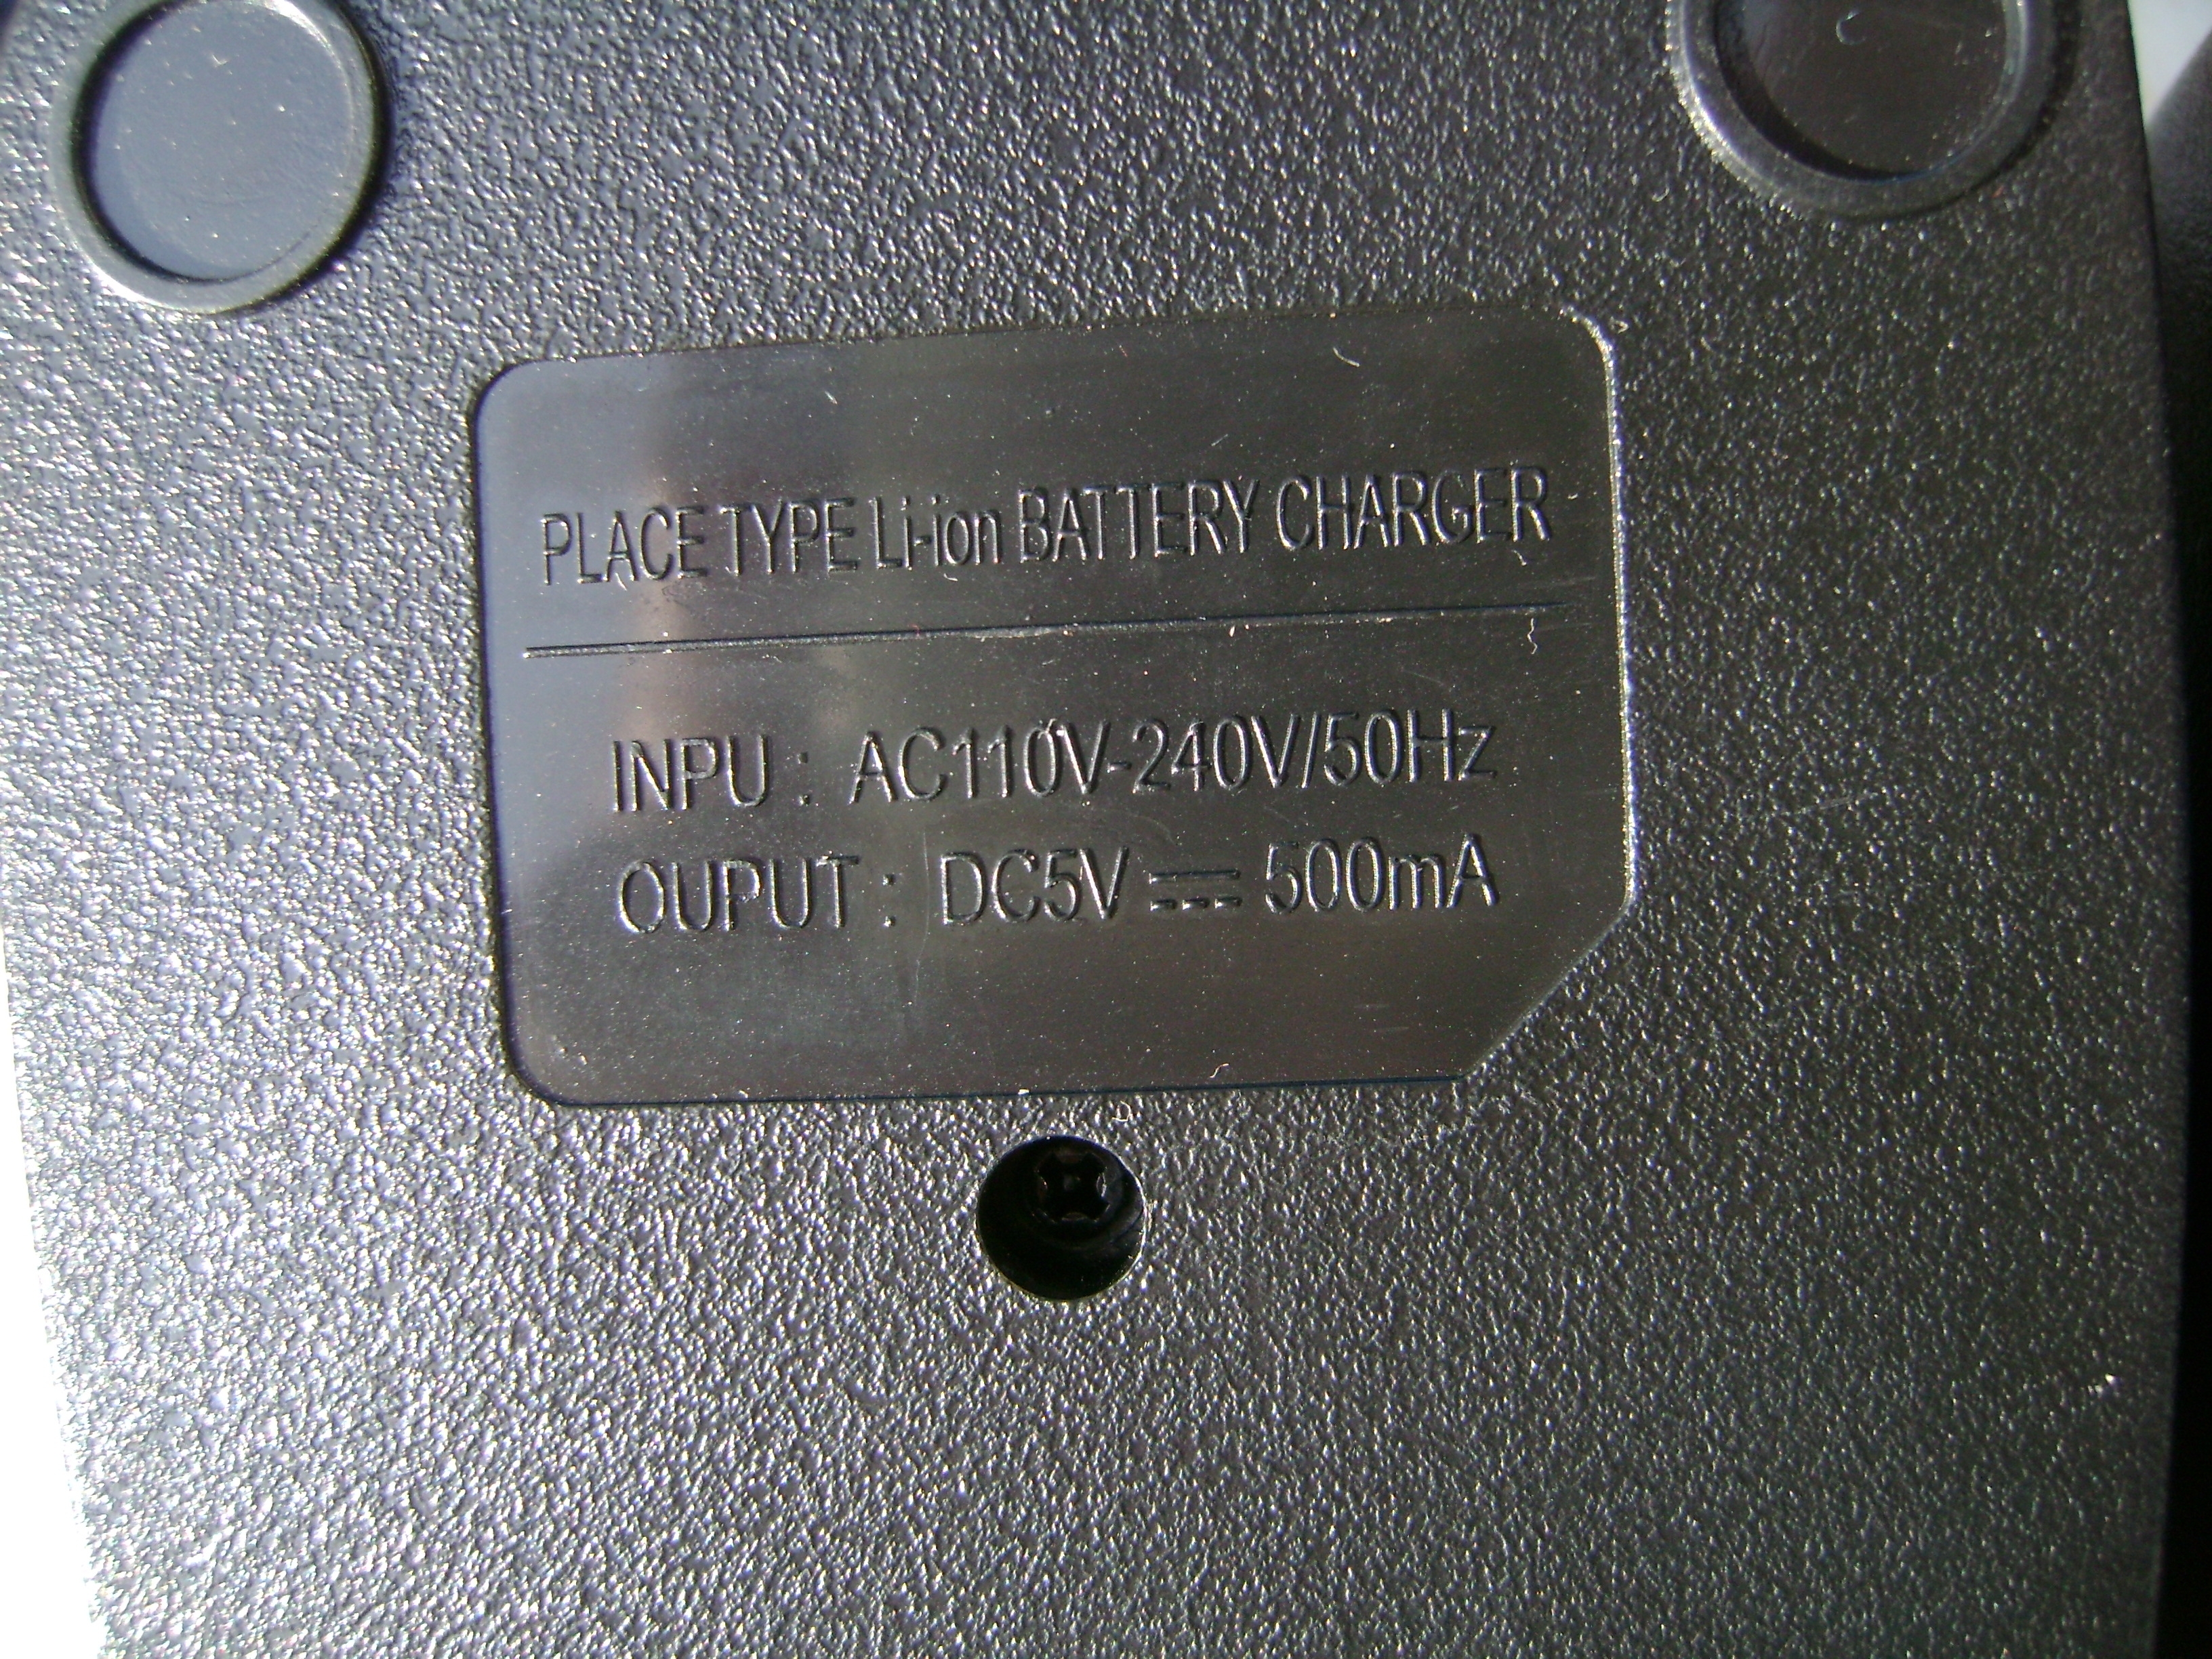 PLACE TYPE Li-ion BATTERY CHARGER
INPU : AC110V-240V/50Hz
OUPUT : DC5V ⎓ 500mA